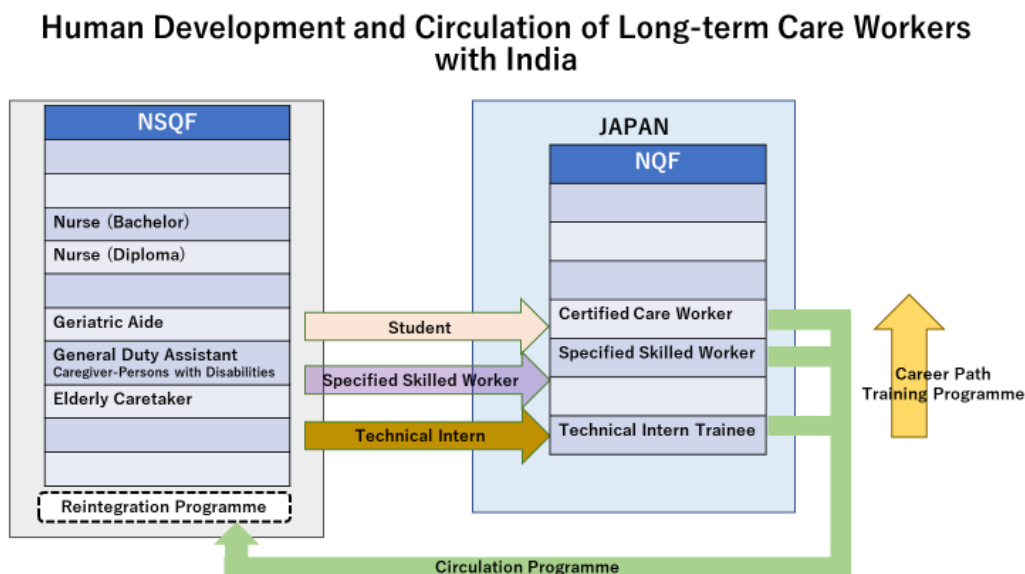 Human Development and Circulation of Long-term Care Workers
with India
NSQF
Nurse (Bachelor)
Nurse (Diploma)
Geriatric Aide
General Duty Assistant
Caregiver-Persons with Disabilities
Elderly Caretaker
Reintegration Programme
Student
Specified Skilled Worker
Technical Intern
JAPAN
NQF
Certified Care Worker
Specified Skilled Worker
Technical Intern Trainee
Career Path
Training Programme
Circulation Programme